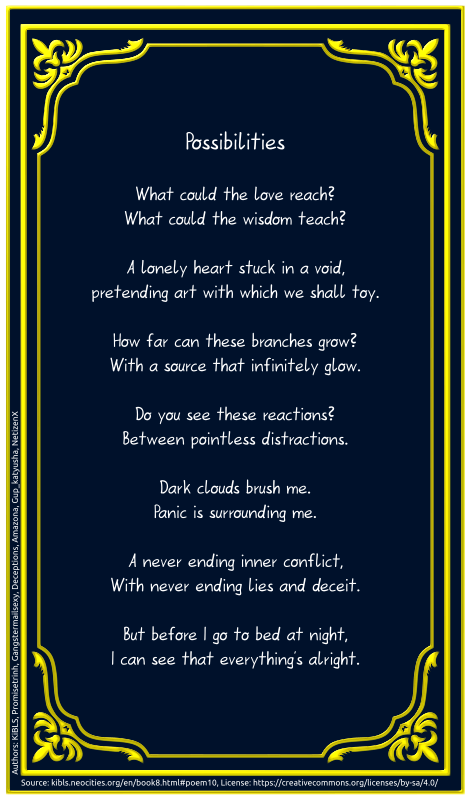 Possibilities
What could the love reach?
What could the wisdom teach?
A lonely heart stuck in a void,
pretending art with which we shall toy.
How far can these branches grow?
With a source that infinitely glow.
Do you see these reactions?
Between pointless distractions.
Dark clouds brush me.
Panic is surrounding me.
A never ending inner conflict,
With never ending lies and deceit.
But before I go to bed at night,
I can see that everything's alright.
Authors: KiBLS, Promisetrinh, Gangstermailsexy, Deceptions, Amazona, Gup_katyusha, NetizenX
Source: kibls.neocities.org/en/book8.html#poem10, License: https://creativecommons.org/licenses/by-sa/4.0/